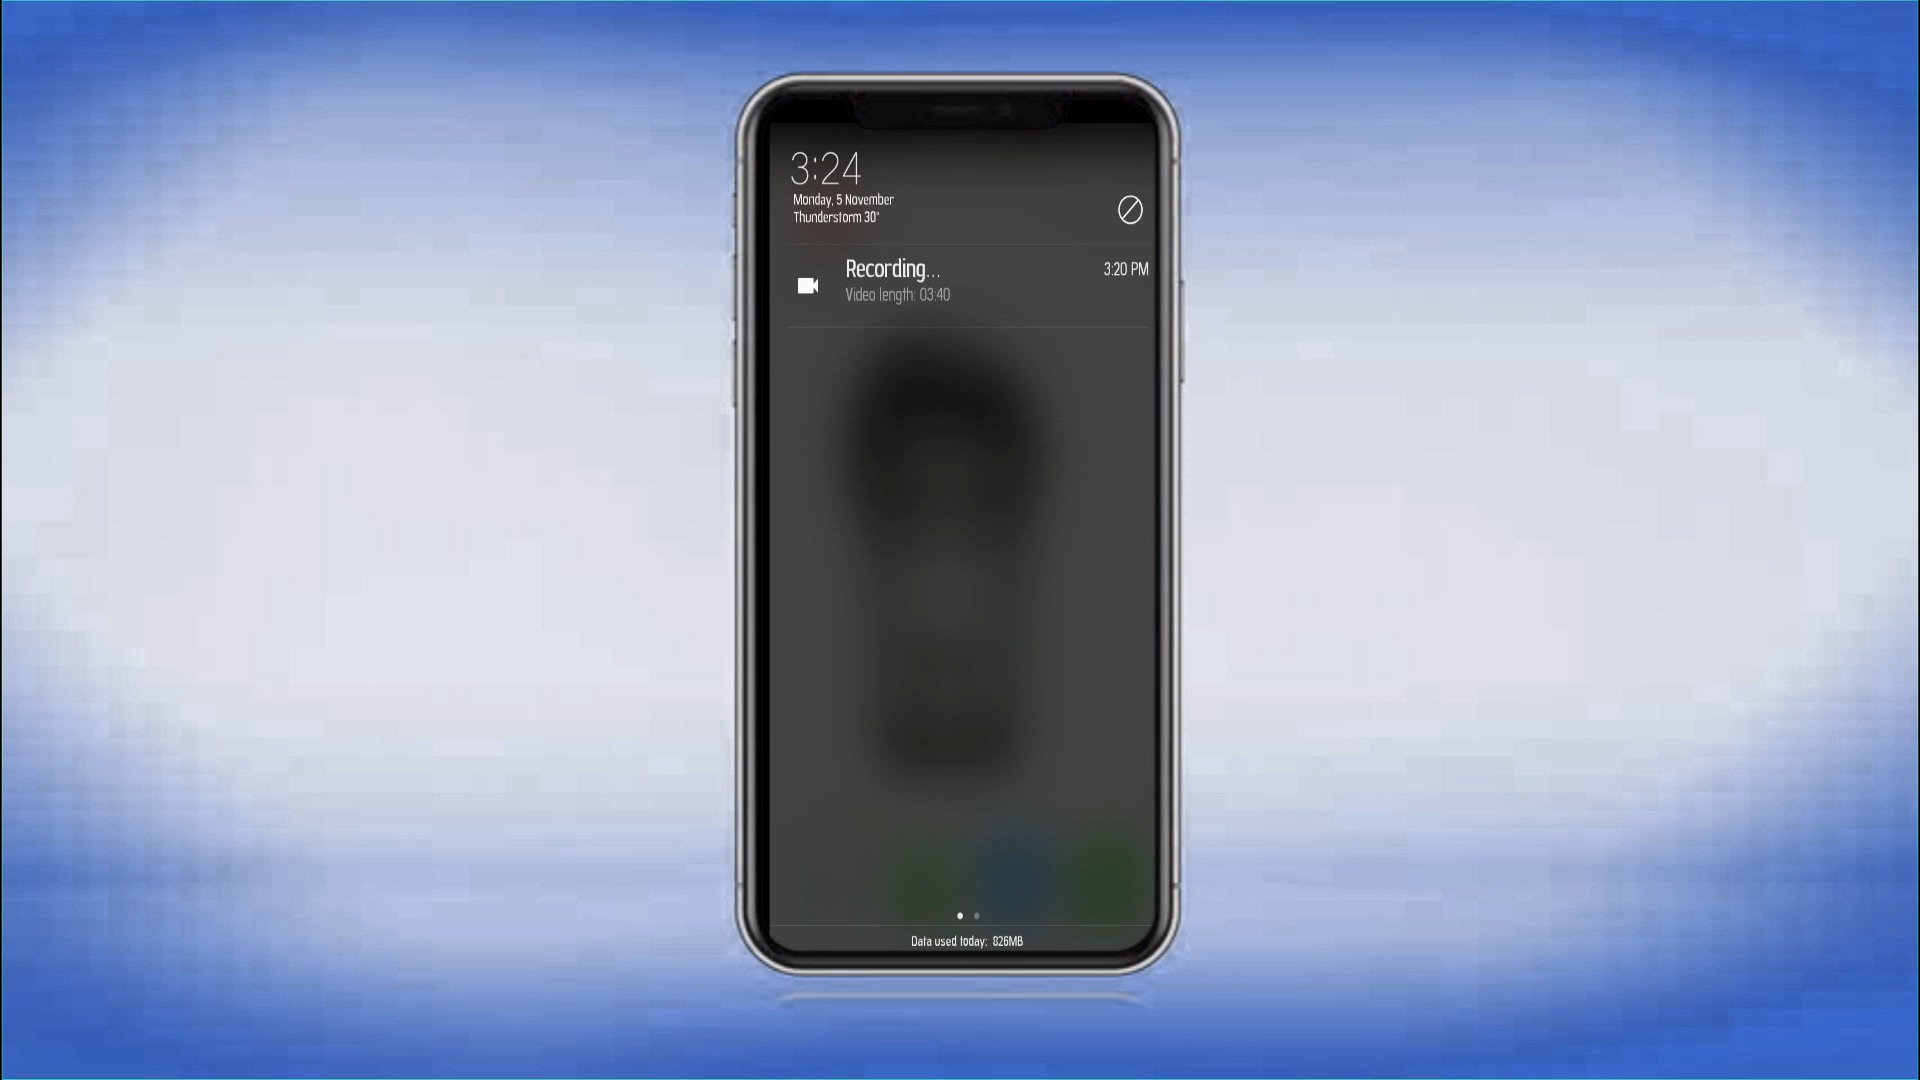 3:24
Monday, 5 November
Thunderstorm 30°
Recording...
3:20 PM
Video length: 03:40
Data used today: 826MB